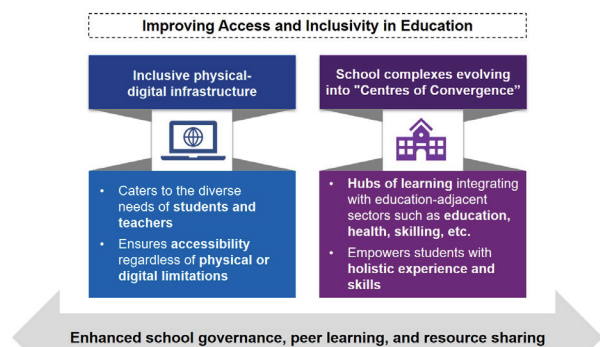 Improving Access and Inclusivity in Education
Inclusive physical-
digital infrastructure
• Caters to the diverse
needs of students and
teachers
• Ensures accessibility
regardless of physical or
digital limitations
School complexes evolving
into "Centres of Convergence”
• Hubs of learning integrating
with education-adjacent
sectors such as education,
health, skilling, etc.
• Empowers students with
holistic experience and
skills
Enhanced school governance, peer learning, and resource sharing